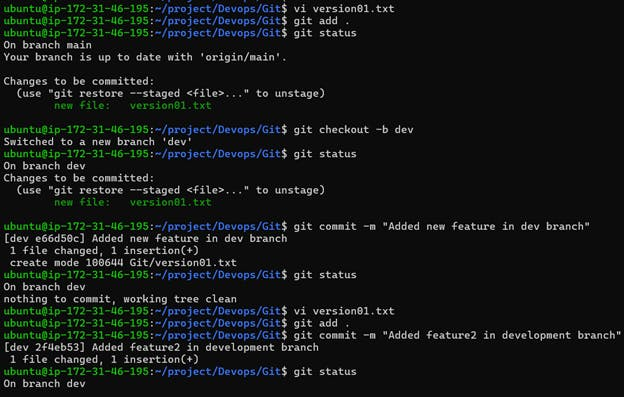 ubuntu@ip-172-31-46-195:~/project/Devops/Git$ vi version01.txt
ubuntu@ip-172-31-46-195:~/project/Devops/Git$ git add .
ubuntu@ip-172-31-46-195:~/project/Devops/Git$ git status
On branch main
Your branch is up to date with 'origin/main'.
Changes to be committed:
  (use "git restore --staged <file>..." to unstage)
        new file:   version01.txt
ubuntu@ip-172-31-46-195:~/project/Devops/Git$ git checkout -b dev
Switched to a new branch 'dev'
ubuntu@ip-172-31-46-195:~/project/Devops/Git$ git status
On branch dev
Changes to be committed:
  (use "git restore --staged <file>..." to unstage)
        new file:   version01.txt
ubuntu@ip-172-31-46-195:~/project/Devops/Git$ git commit -m "Added new feature in dev branch"
[dev e66d50c] Added new feature in dev branch
 1 file changed, 1 insertion(+)
 create mode 100644 Git/version01.txt
ubuntu@ip-172-31-46-195:~/project/Devops/Git$ git status
On branch dev
nothing to commit, working tree clean
ubuntu@ip-172-31-46-195:~/project/Devops/Git$ vi version01.txt
ubuntu@ip-172-31-46-195:~/project/Devops/Git$ git add .
ubuntu@ip-172-31-46-195:~/project/Devops/Git$ git commit -m "Added feature2 in development branch"
[dev 2f4eb53] Added feature2 in development branch
 1 file changed, 1 insertion(+)
ubuntu@ip-172-31-46-195:~/project/Devops/Git$ git status
On branch dev